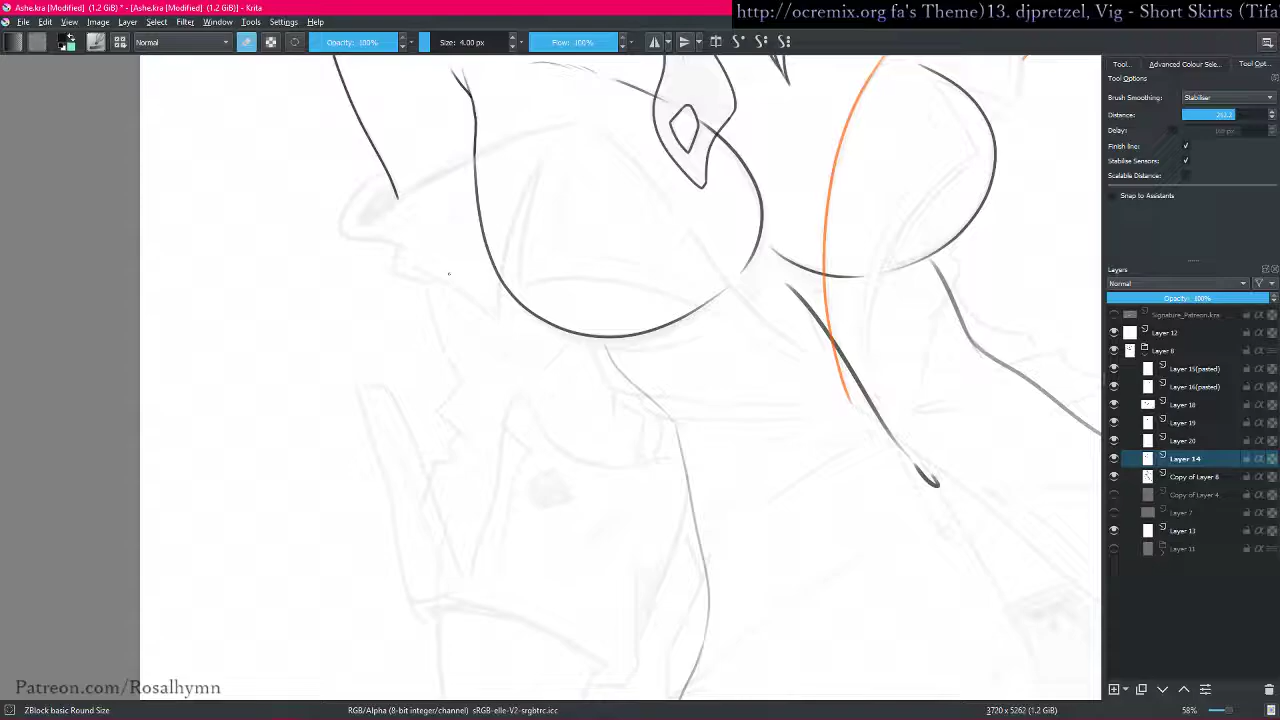 Ashe.kra [Modified] (1.2 GiB) * - Ashe.kra [Modified] (1.2 GiB)] - Krita
http://ocremix.org fa's Theme)13. djpretzel, Vig - Short Skirts (Tifa
File Edit View Image Layer Select Filter Window Tools Settings Help
Normal Opacity: 100% Size: 4.00 px Flow: 100%
Tool... Advanced Colour Sele... Tool Opt...
Tool Options
Brush Smoothing: Stabiliser
Distance:
Delay:
Finish line:
Stabilise Sensors:
Scalable Distance:
Snap to Assistants
Layers
Normal
Opacity: 100%
Signature_Patreon.kra
Layer 12
Layer 8
Layer 15(pasted)
Layer 16(pasted)
Layer 18
Layer 19
Layer 20
Layer 14
Copy of Layer 6
Copy of Layer 4
Layer 7
Layer 13
Layer 11
Patreon.com/Rosalhymn
ZBlock basic Round Size
RGB/Alpha (8-bit integer/channel) sRGB-elle-V2-srgbtrc.icc
3720 x 5262 (1.2 GiB)
58%